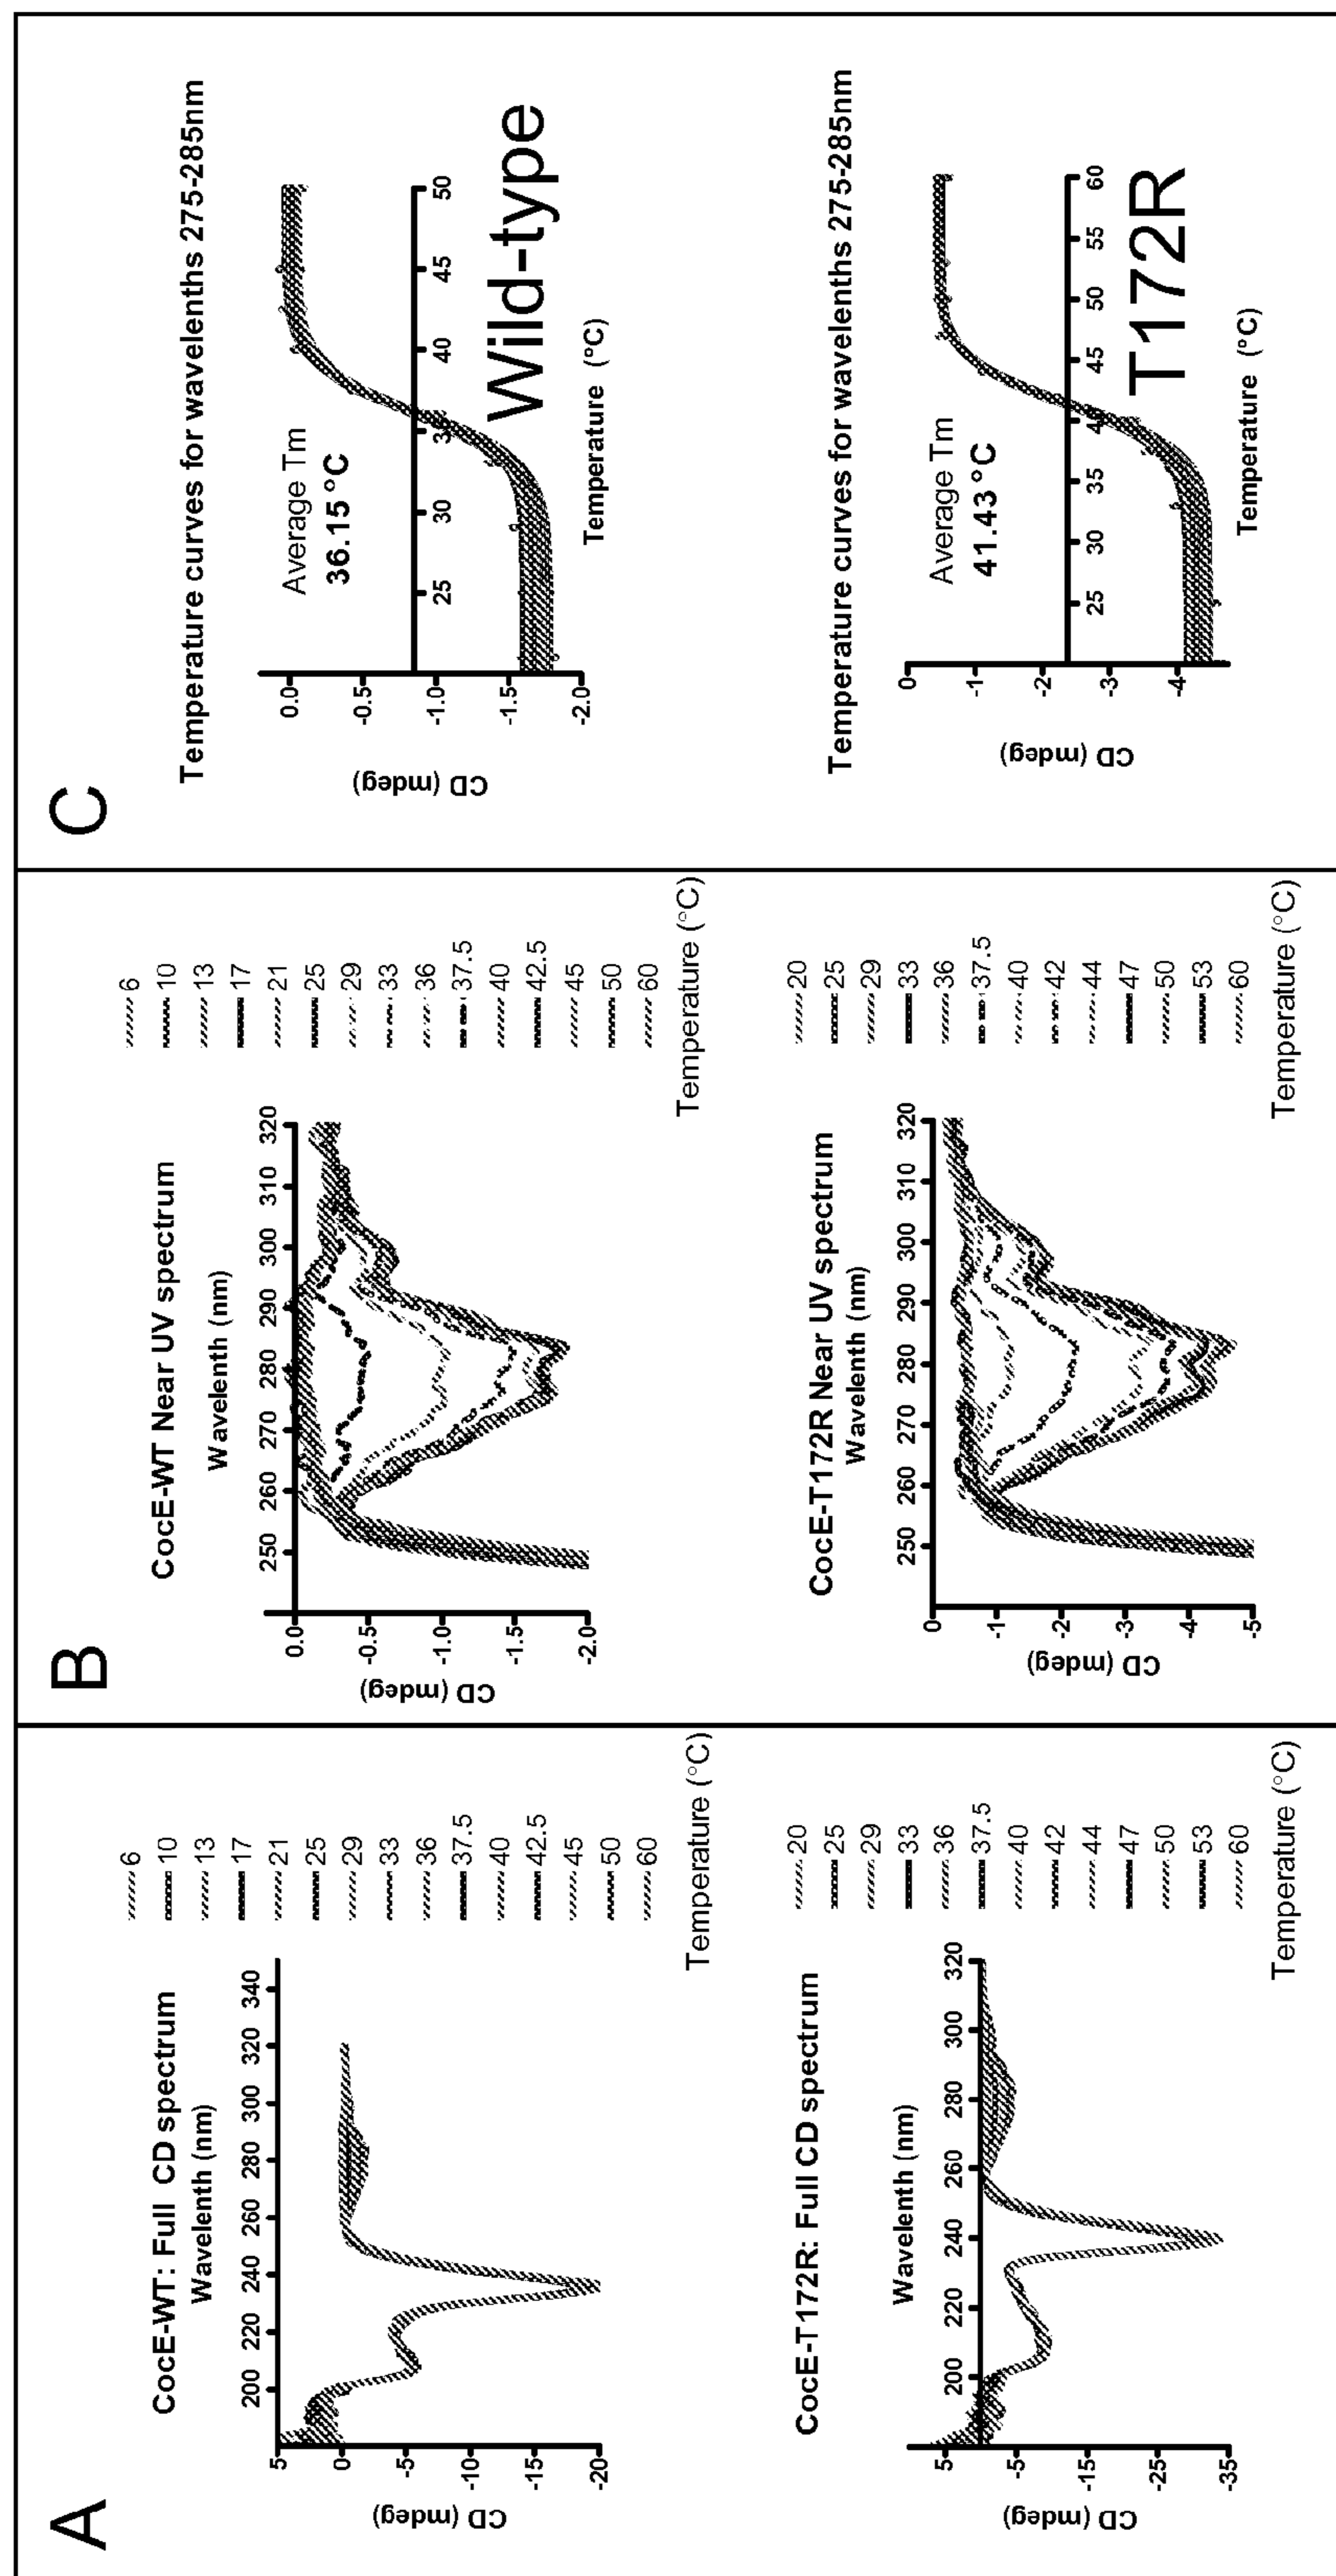 A
CocE-WT: Full CD spectrum
Wavelenth (nm)
200 220 240 260 280 300 320 340
5
0
-5
-10
-15
-20
CD (mdeg)
6
10
13
17
21
25
29
33
36
37.5
40
42.5
45
50
60
Temperature (°C)
CocE-T172R: Full CD spectrum
Wavelenth (nm)
200 220 240 260 280 300 320
5
-5
-15
-25
-35
CD (mdeg)
20
25
29
33
36
37.5
40
42
44
47
50
53
60
Temperature (°C)
B
CocE-WT Near UV spectrum
Wavelenth (nm)
250 260 270 280 290 300 310 320
0.0
-0.5
-1.0
-1.5
-2.0
CD (mdeg)
6
10
13
17
21
25
29
33
36
37.5
40
42.5
45
50
60
Temperature (°C)
CocE-T172R Near UV spectrum
Wavelenth (nm)
250 260 270 280 290 300 310 320
0
-1
-2
-3
-4
-5
CD (mdeg)
20
25
29
33
36
37.5
40
42
44
47
50
53
60
Temperature (°C)
C
Temperature curves for wavelenths 275-285nm
Average Tm
36.15 °C
0.0
-0.5
-1.0
-1.5
-2.0
CD (mdeg)
25 30 35 40 45 50
Wild-type
Temperature (°C)
Temperature curves for wavelenths 275-285nm
Average Tm
41.43 °C
0
-1
-2
-3
-4
CD (mdeg)
25 30 35 40 45 50 55 60
T172R
Temperature (°C)